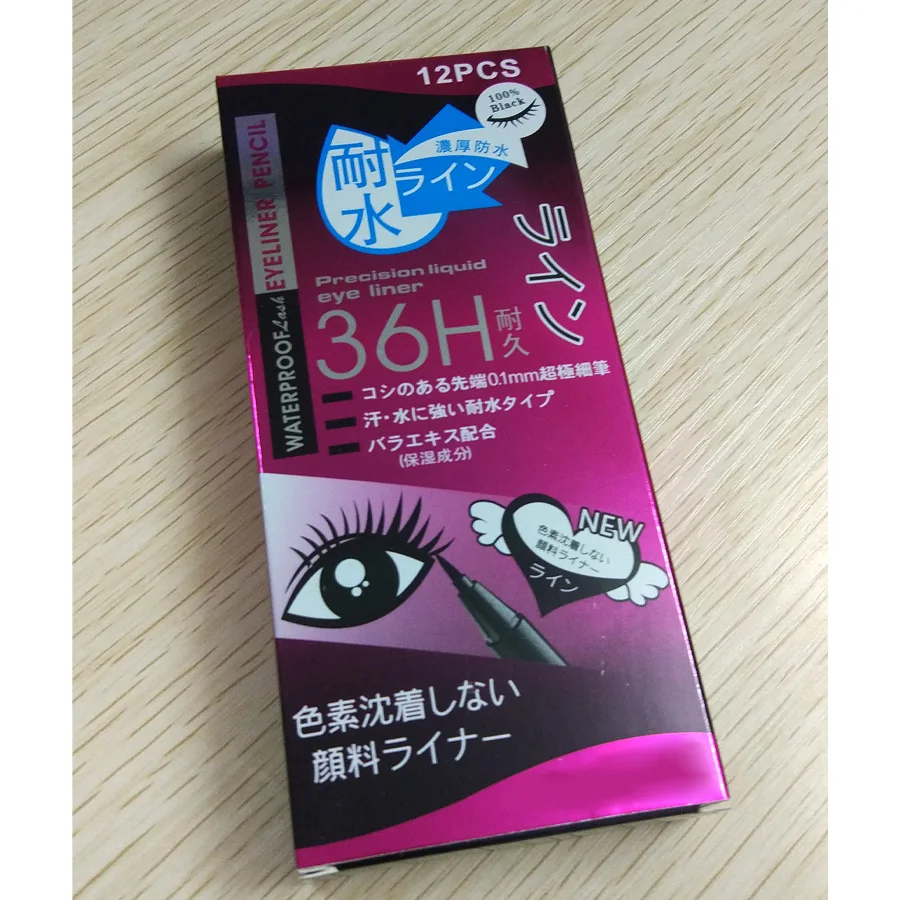 12PCS
100%
Black
濃厚防水
ライン
耐水
ライン
WATERPROOF Lash EYELINER PENCIL
Precision liquid
eye liner
36H耐久
コシのある先端0.1mm超極細筆
汗・水に強い耐水タイプ
バラエキス配合
(保湿成分)
NEW
色素沈着しない
顔料ライナー
ライン
色素沈着しない
顔料ライナー